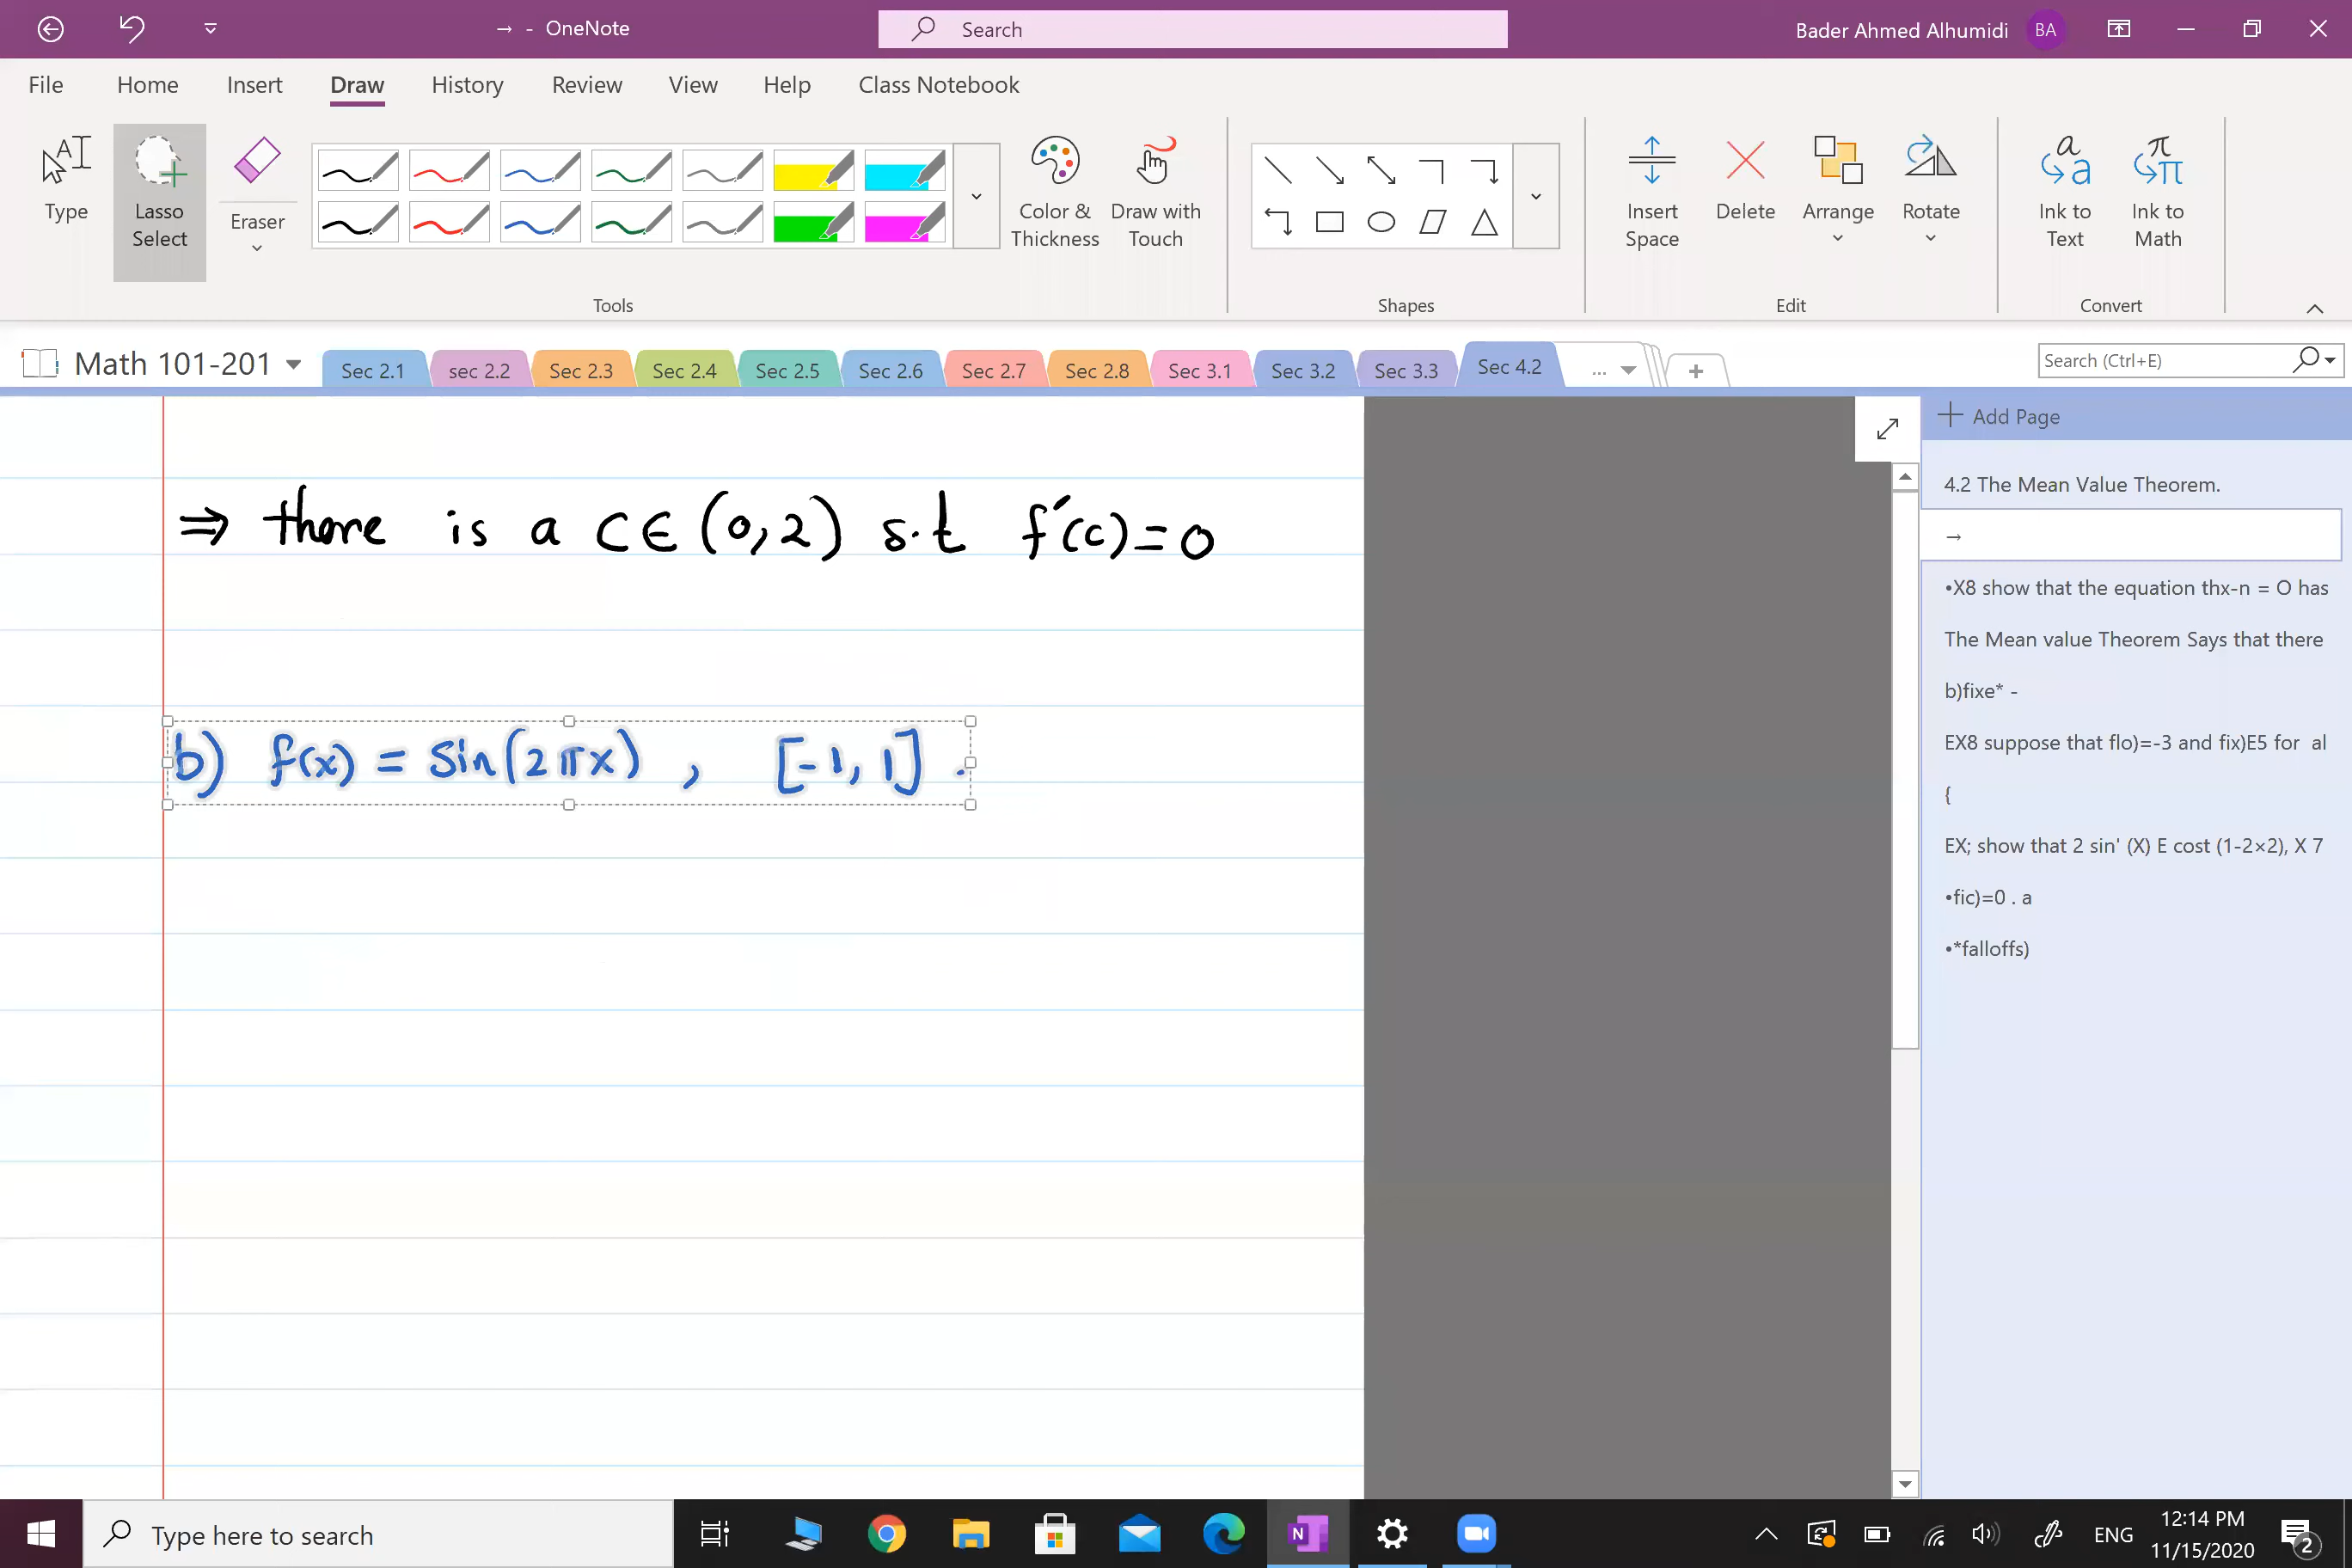 → - OneNote
Search
Bader Ahmed Alhumidi BA
File Home Insert Draw History Review View Help Class Notebook
Type
Lasso Select
Eraser
Color & Thickness
Draw with Touch
Insert Space
Delete
Arrange
Rotate
Ink to Text
Ink to Math
Tools Shapes Edit Convert
Math 101-201 Sec 2.1 sec 2.2 Sec 2.3 Sec 2.4 Sec 2.5 Sec 2.6 Sec 2.7 Sec 2.8 Sec 3.1 Sec 3.2 Sec 3.3 Sec 4.2 ... +
Search (Ctrl+E)
Add Page
4.2 The Mean Value Theorem.
→
•X8 show that the equation thx-n = O has
The Mean value Theorem Says that there
b)fixe* -
EX8 suppose that flo)=-3 and fix)E5 for al
{
EX; show that 2 sin' (X) E cost (1-2×2), X 7
•fic)=0 . a
•*falloffs)
⇒ there is a C∈(0,2) s.t f'(c)=0
b) f(x) = sin(2πx) , [-1,1] .
Type here to search
ENG
12:14 PM
11/15/2020
2